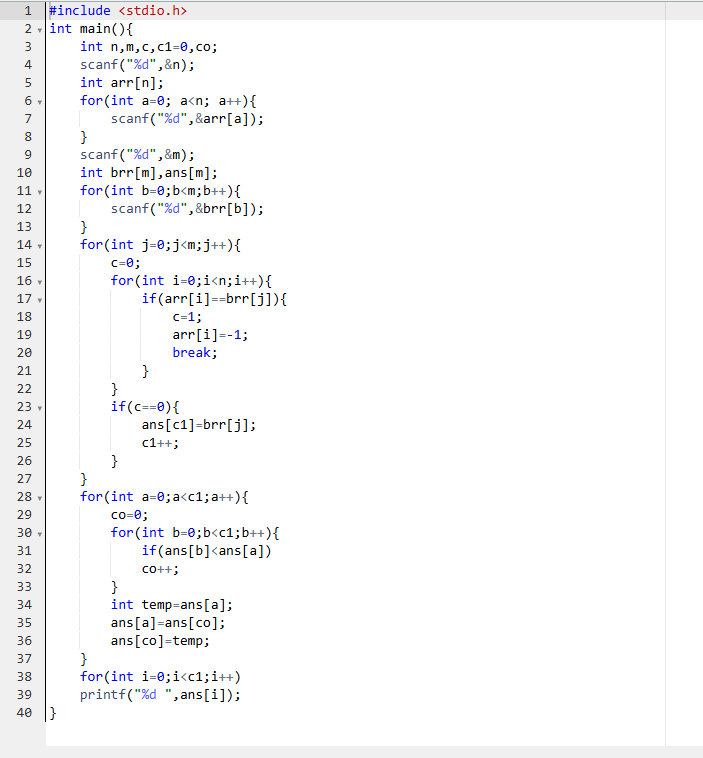 1 #include <stdio.h>
2 int main(){
3     int n,m,c,c1=0,co;
4     scanf("%d",&n);
5     int arr[n];
6     for(int a=0; a<n; a++){
7         scanf("%d",&arr[a]);
8     }
9     scanf("%d",&m);
10     int brr[m],ans[m];
11     for(int b=0;b<m;b++){
12         scanf("%d",&brr[b]);
13     }
14     for(int j=0;j<m;j++){
15         c=0;
16         for(int i=0;i<n;i++){
17             if(arr[i]==brr[j]){
18                 c=1;
19                 arr[i]=-1;
20                 break;
21             }
22         }
23         if(c==0){
24             ans[c1]=brr[j];
25             c1++;
26         }
27     }
28     for(int a=0;a<c1;a++){
29         co=0;
30         for(int b=0;b<c1;b++){
31             if(ans[b]<ans[a])
32             co++;
33         }
34         int temp=ans[a];
35         ans[a]=ans[co];
36         ans[co]=temp;
37     }
38     for(int i=0;i<c1;i++)
39     printf("%d ",ans[i]);
40 }